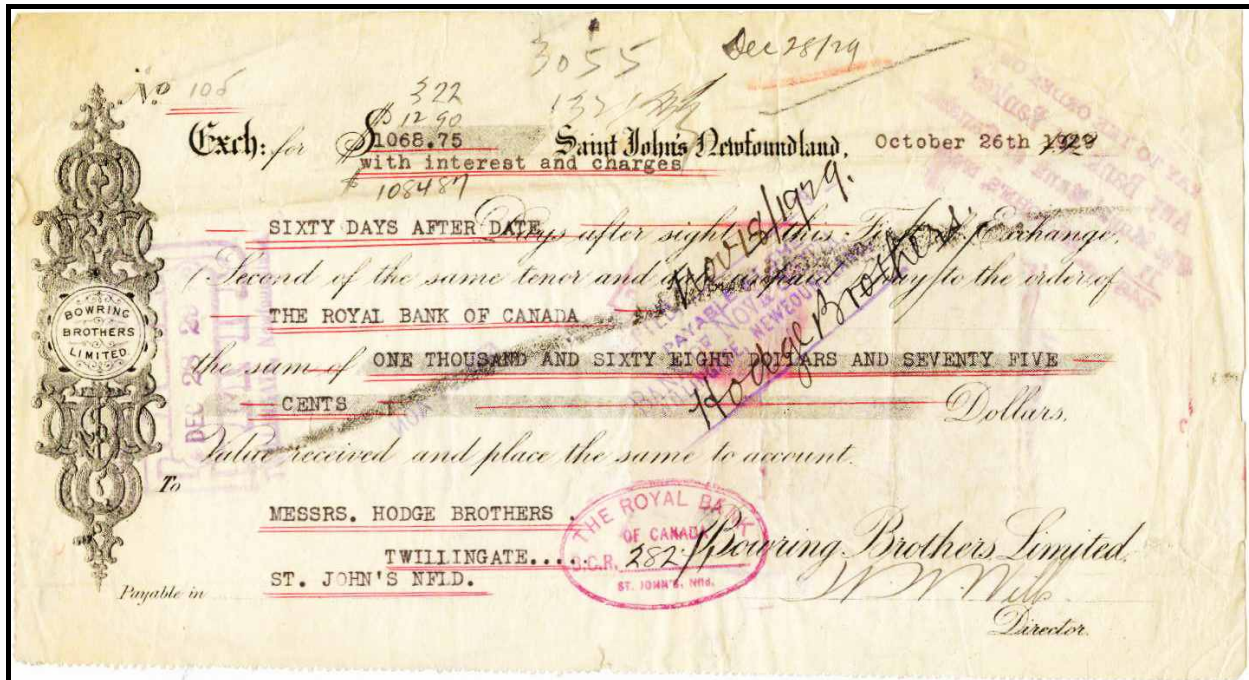 3055 Dec 28/29
No. 105
322
$ 12 90
Exch: for $1068.75 Saint John's Newfoundland, October 26th 1929
with interest and charges
$ 108487
SIXTY DAYS AFTER DATE Days after sight of this First of Exchange,
(Second of the same tenor and date unpaid) Pay to the order of
THE ROYAL BANK OF CANADA
the sum of ONE THOUSAND AND SIXTY EIGHT DOLLARS AND SEVENTY FIVE
CENTS Dollars,
Value received and place the same to account.
Nov 18/1929.
Hodge Brothers.
BOWRING
BROTHERS
LIMITED
DEC 28 29
To
MESSRS. HODGE BROTHERS.
TWILLINGATE....
Payable in ST. JOHN'S NFLD.
THE ROYAL BANK
OF CANADA
282
ST. JOHN'S, Nfld.
Bowring Brothers Limited.
Director.